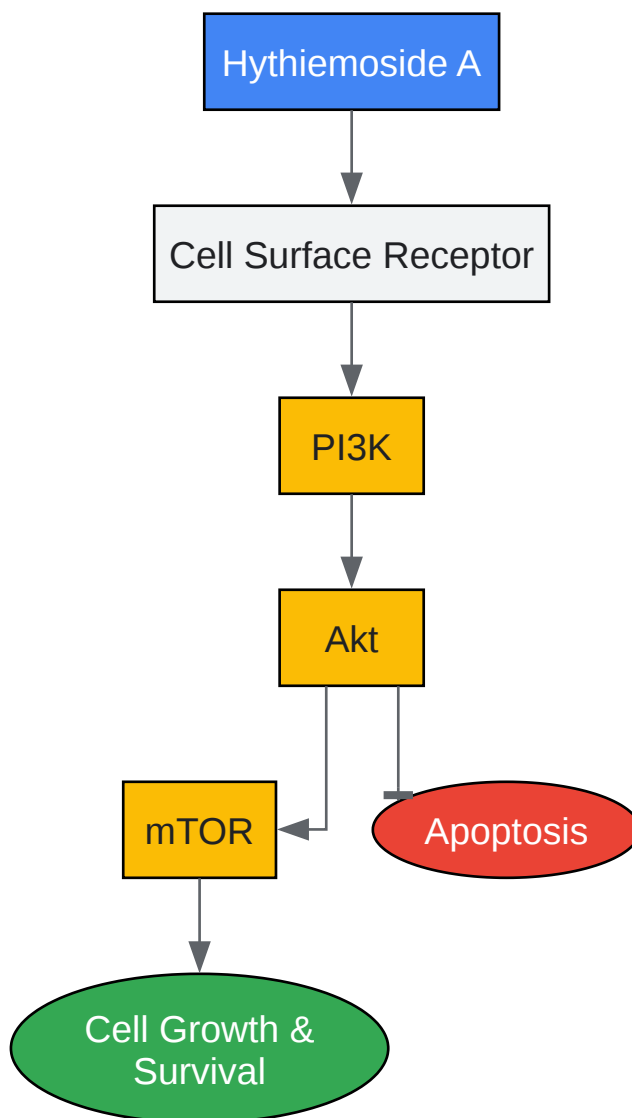 Hythiemoside A
Cell Surface Receptor
PI3K
Akt
mTOR
Apoptosis
Cell Growth &
Survival